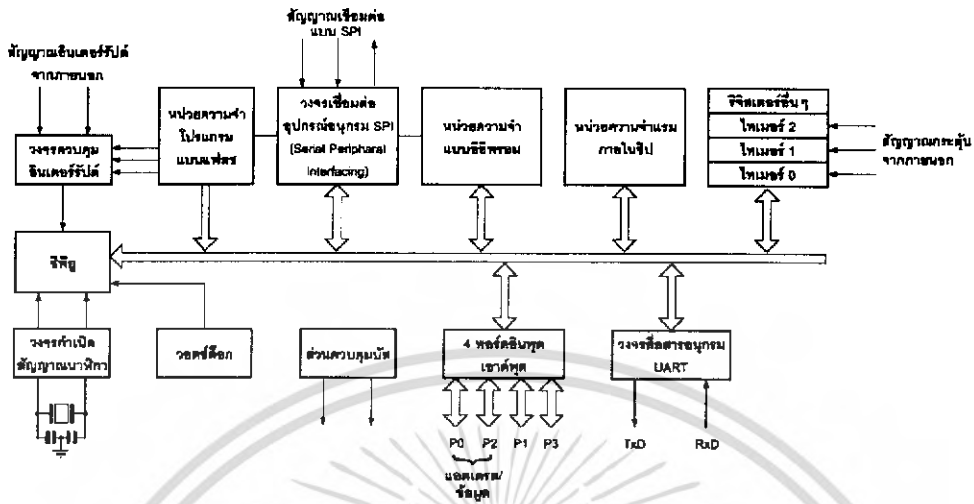 สัญญาณเชื่อมต่อ
แบบ SPI
สัญญาณอินเตอร์รัปต์
จากภายนอก
วงจรควบคุม
อินเตอร์รัปต์
หน่วยความจำ
โปรแกรม
แบบแฟลช
วงจรเชื่อมต่อ
อุปกรณ์อนุกรม SPI
(Serial Peripheral
Interfacing)
หน่วยความจำ
แบบอีอีพรอม
หน่วยความจำแรม
ภายในชิป
รีจิสเตอร์อื่น ๆ
ไทเมอร์ 2
ไทเมอร์ 1
ไทเมอร์ 0
สัญญาณกระตุ้น
จากภายนอก
ซีพียู
วงจรกำเนิด
สัญญาณนาฬิกา
วอตช์ด็อก
ส่วนควบคุมบัส
4 พอร์ตอินพุต
เอาต์พุต
วงจรสื่อสารอนุกรม
UART
P0 P2 P1 P3
TxD RxD
แอดเดรส/
ข้อมูล